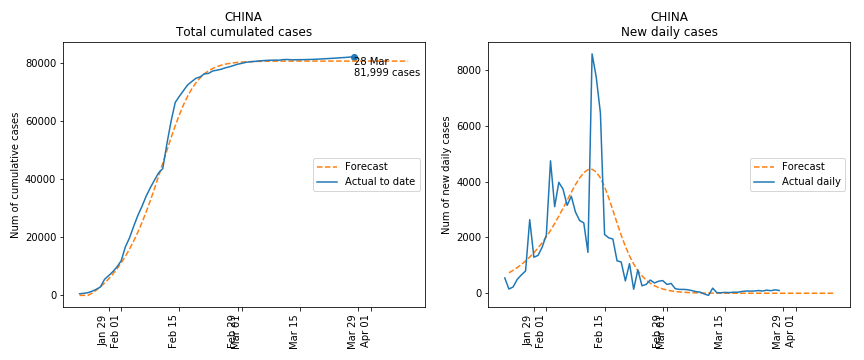 CHINA
Total cumulated cases
Num of cumulative cases
80000
60000
40000
20000
0
28 Mar
81,999 cases
Forecast
Actual to date
Jan 29
Feb 01
Feb 15
Feb 29
Mar 01
Mar 15
Mar 29
Apr 01
CHINA
New daily cases
Num of new daily cases
8000
6000
4000
2000
0
Forecast
Actual daily
Jan 29
Feb 01
Feb 15
Feb 29
Mar 01
Mar 15
Mar 29
Apr 01